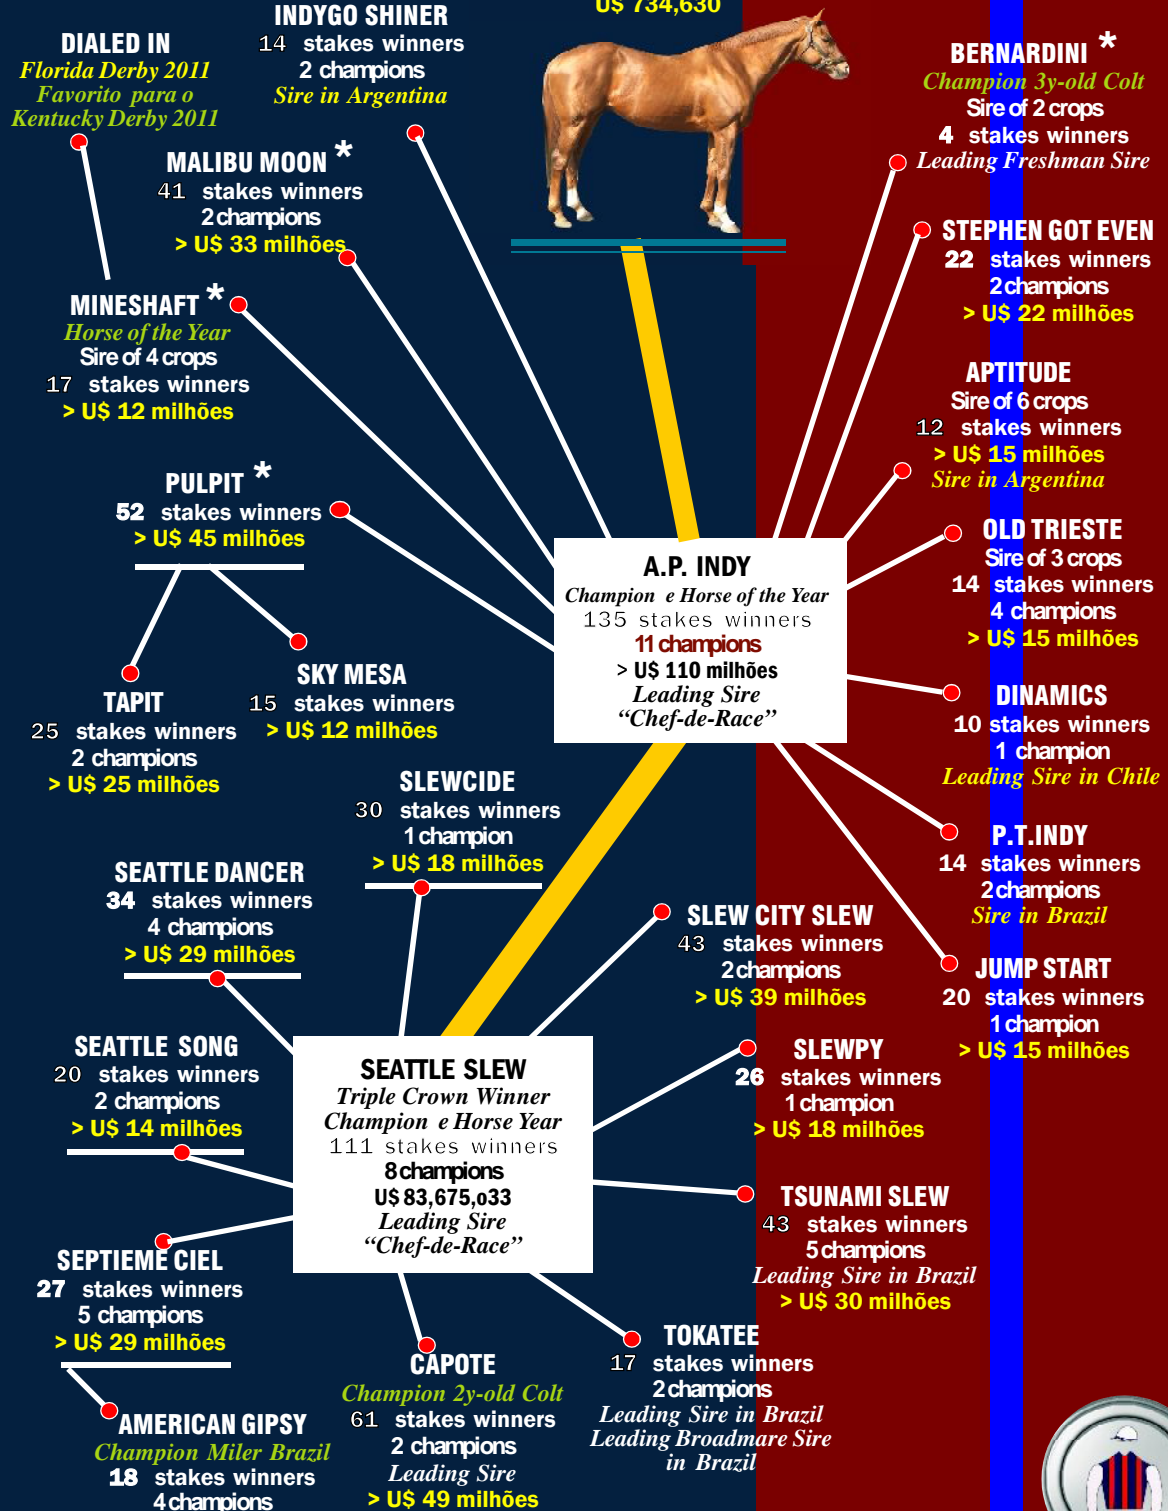 U$ 734,630
INDYGO SHINER
14 stakes winners
2 champions
Sire in Argentina
DIALED IN
Florida Derby 2011
Favorito para o
Kentucky Derby 2011
MALIBU MOON *
41 stakes winners
2 champions
> U$ 33 milhões
MINESHAFT *
Horse of the Year
Sire of 4 crops
17 stakes winners
> U$ 12 milhões
PULPIT *
52 stakes winners
> U$ 45 milhões
SKY MESA
15 stakes winners
> U$ 12 milhões
TAPIT
25 stakes winners
2 champions
> U$ 25 milhões
BERNARDINI *
Champion 3y-old Colt
Sire of 2 crops
4 stakes winners
Leading Freshman Sire
STEPHEN GOT EVEN
22 stakes winners
2 champions
> U$ 22 milhões
APTITUDE
Sire of 6 crops
12 stakes winners
> U$ 15 milhões
Sire in Argentina
OLD TRIESTE
Sire of 3 crops
14 stakes winners
4 champions
> U$ 15 milhões
DINAMICS
10 stakes winners
1 champion
Leading Sire in Chile
P.T.INDY
14 stakes winners
2 champions
Sire in Brazil
JUMP START
20 stakes winners
1 champion
> U$ 15 milhões
A.P. INDY
Champion e Horse of the Year
135 stakes winners
11 champions
> U$ 110 milhões
Leading Sire
“Chef-de-Race”
SLEWCIDE
30 stakes winners
1 champion
> U$ 18 milhões
SEATTLE DANCER
34 stakes winners
4 champions
> U$ 29 milhões
SEATTLE SONG
20 stakes winners
2 champions
> U$ 14 milhões
SEPTIEME CIEL
27 stakes winners
5 champions
> U$ 29 milhões
AMERICAN GIPSY
Champion Miler Brazil
18 stakes winners
4 champions
SEATTLE SLEW
Triple Crown Winner
Champion e Horse Year
111 stakes winners
8 champions
U$ 83,675,o33
Leading Sire
“Chef-de-Race”
SLEW CITY SLEW
43 stakes winners
2 champions
> U$ 39 milhões
SLEWPY
26 stakes winners
1 champion
> U$ 18 milhões
TSUNAMI SLEW
43 stakes winners
5 champions
Leading Sire in Brazil
> U$ 30 milhões
TOKATEE
17 stakes winners
2 champions
Leading Sire in Brazil
Leading Broadmare Sire
in Brazil
CAPOTE
Champion 2y-old Colt
61 stakes winners
2 champions
Leading Sire
> U$ 49 milhões